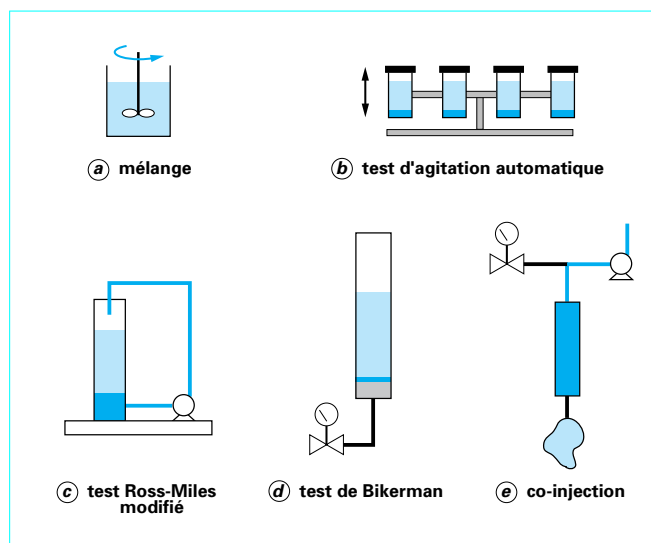 a mélange
b test d'agitation automatique
c test Ross-Miles
modifié
d test de Bikerman
e co-injection